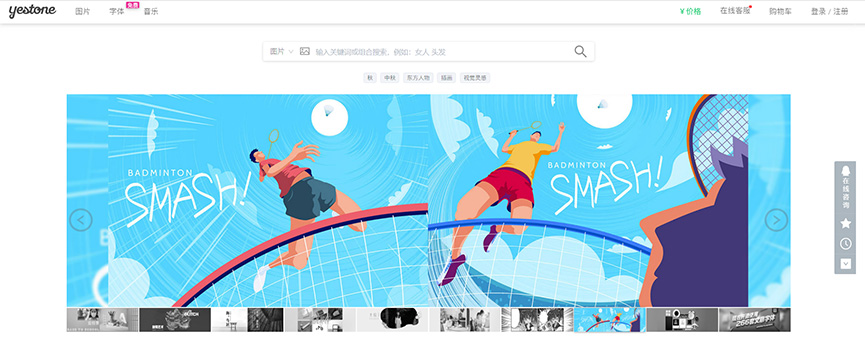 yestone
图片
字体
免费
音乐
¥ 价格
在线客服
购物车
登录 / 注册
图片
输入关键词或组合搜索, 例如: 女人 头发
秋
中秋
东方人物
插画
视觉灵感
BADMINTON
SMASH!
BADMINTON
SMASH!
在线咨询
266款文字体